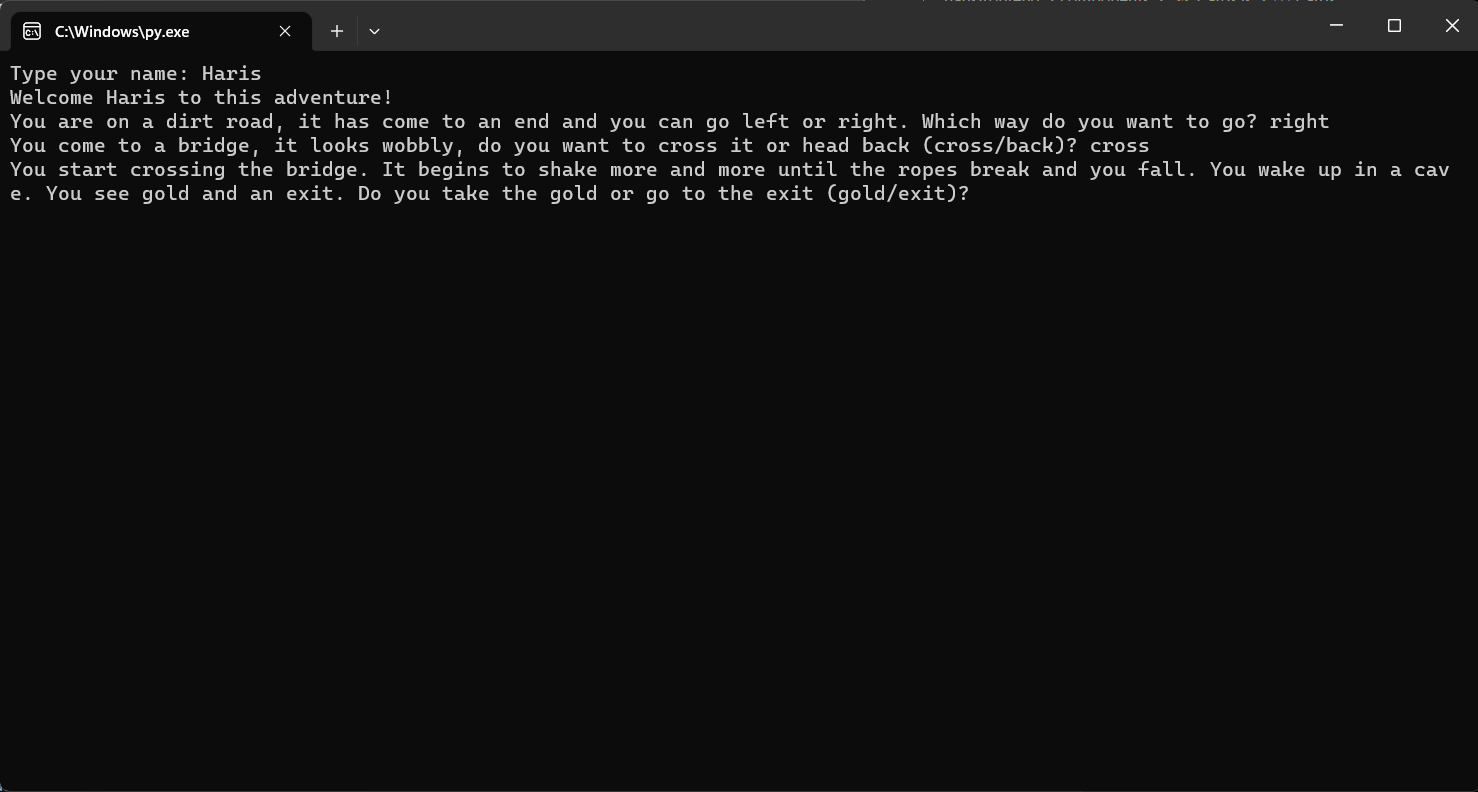 C:\Windows\py.exe
Type your name: Haris
Welcome Haris to this adventure!
You are on a dirt road, it has come to an end and you can go left or right. Which way do you want to go? right
You come to a bridge, it looks wobbly, do you want to cross it or head back (cross/back)? cross
You start crossing the bridge. It begins to shake more and more until the ropes break and you fall. You wake up in a cav
e. You see gold and an exit. Do you take the gold or go to the exit (gold/exit)?